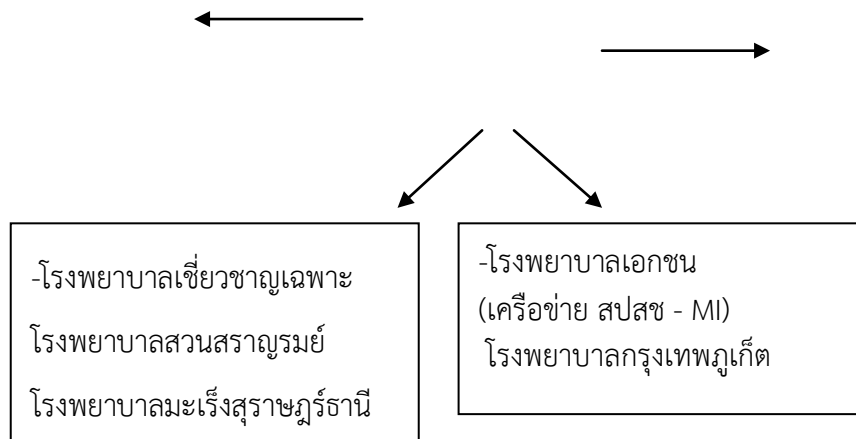 -โรงพยาบาลเชี่ยวชาญเฉพาะ
โรงพยาบาลสวนสราญรมย์
โรงพยาบาลมะเร็งสุราษฎร์ธานี
-โรงพยาบาลเอกชน
(เครือข่าย สปสช - MI)
โรงพยาบาลกรุงเทพภูเก็ต